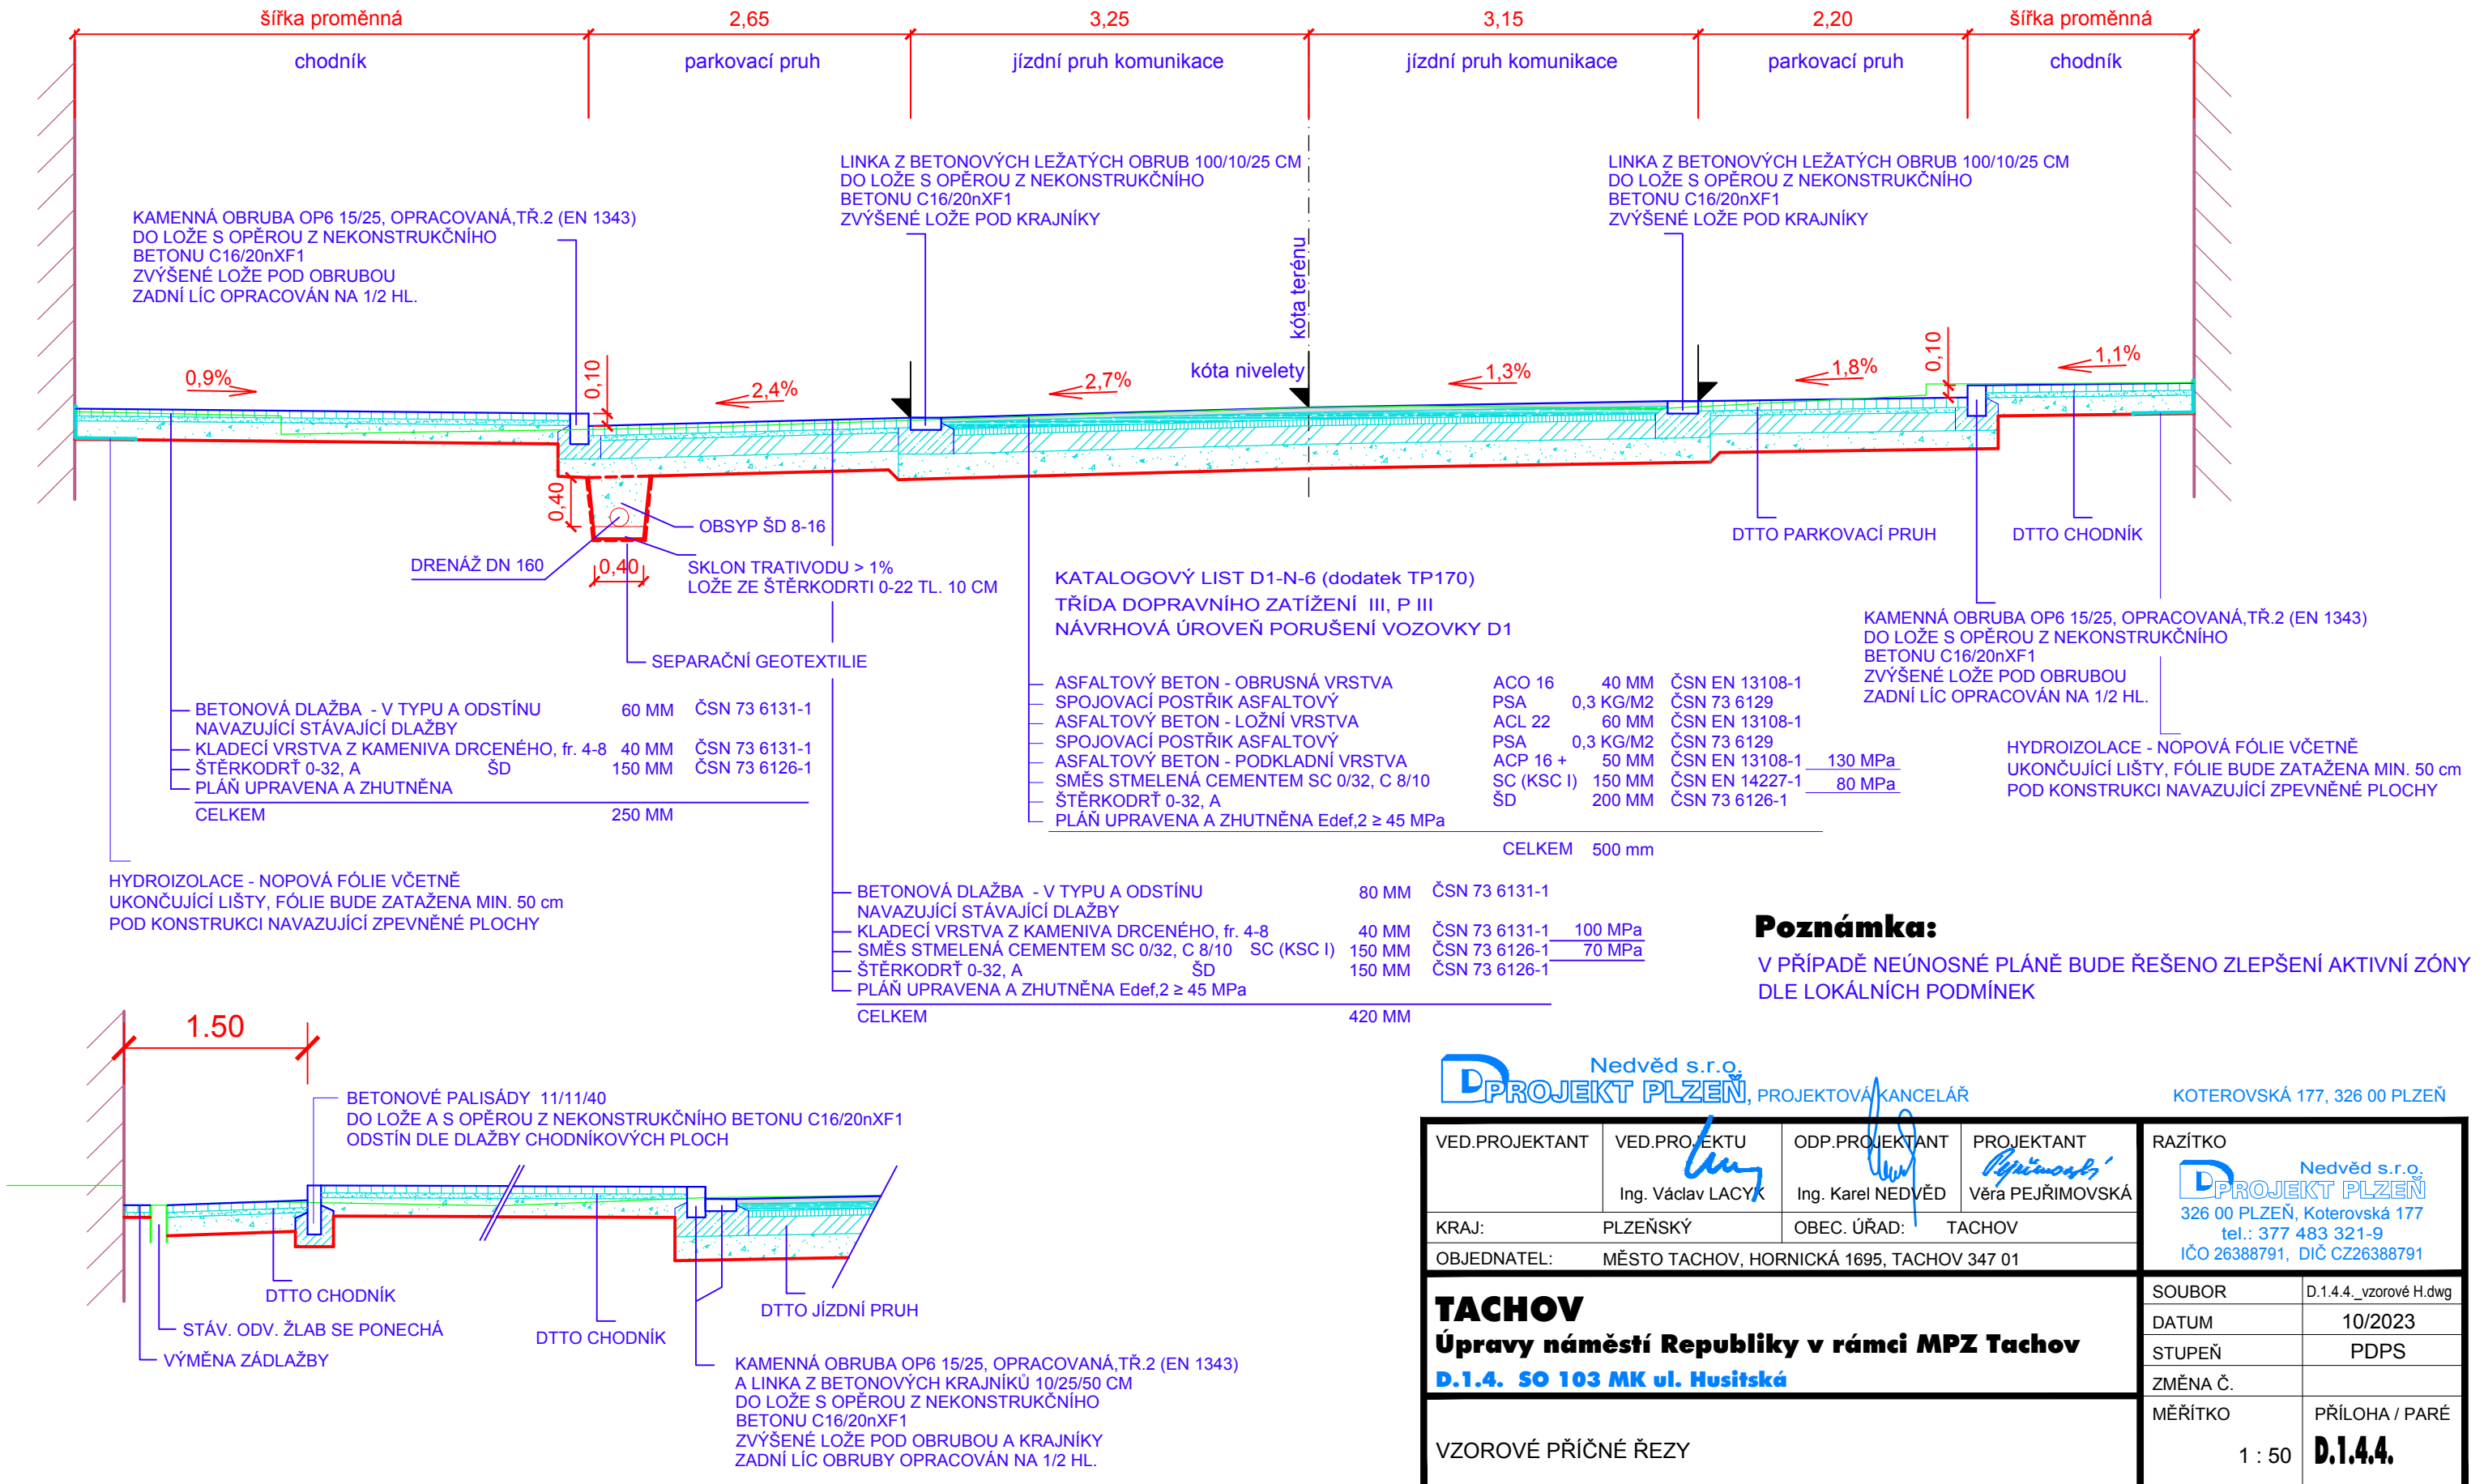 šířka proměnná 2,65 3,25 3,15 2,20 šířka proměnná
chodník parkovací pruh jízdní pruh komunikace jízdní pruh komunikace parkovací pruh chodník
LINKA Z BETONOVÝCH LEŽATÝCH OBRUB 100/10/25 CM
DO LOŽE S OPĚROU Z NEKONSTRUKČNÍHO
BETONU C16/20nXF1
ZVÝŠENÉ LOŽE POD KRAJNÍKY
LINKA Z BETONOVÝCH LEŽATÝCH OBRUB 100/10/25 CM
DO LOŽE S OPĚROU Z NEKONSTRUKČNÍHO
BETONU C16/20nXF1
ZVÝŠENÉ LOŽE POD KRAJNÍKY
KAMENNÁ OBRUBA OP6 15/25, OPRACOVANÁ,TŘ.2 (EN 1343)
DO LOŽE S OPĚROU Z NEKONSTRUKČNÍHO
BETONU C16/20nXF1
ZVÝŠENÉ LOŽE POD OBRUBOU
ZADNÍ LÍC OPRACOVÁN NA 1/2 HL.
kóta terénu
kóta nivelety
0,9%
0,10
2,4%
2,7%
1,3%
1,8%
0,10
1,1%
0,40
OBSYP ŠD 8-16
DRENÁŽ DN 160
0,40
SKLON TRATIVODU > 1%
LOŽE ZE ŠTĚRKODRTI 0-22 TL. 10 CM
SEPARAČNÍ GEOTEXTILIE
DTTO PARKOVACÍ PRUH
DTTO CHODNÍK
KATALOGOVÝ LIST D1-N-6 (dodatek TP170)
TŘÍDA DOPRAVNÍHO ZATÍŽENÍ III, P III
NÁVRHOVÁ ÚROVEŇ PORUŠENÍ VOZOVKY D1
KAMENNÁ OBRUBA OP6 15/25, OPRACOVANÁ,TŘ.2 (EN 1343)
DO LOŽE S OPĚROU Z NEKONSTRUKČNÍHO
BETONU C16/20nXF1
ZVÝŠENÉ LOŽE POD OBRUBOU
ZADNÍ LÍC OPRACOVÁN NA 1/2 HL.
BETONOVÁ DLAŽBA - V TYPU A ODSTÍNU 60 MM ČSN 73 6131-1
NAVAZUJÍCÍ STÁVAJÍCÍ DLAŽBY
KLADECÍ VRSTVA Z KAMENIVA DRCENÉHO, fr. 4-8 40 MM ČSN 73 6131-1
ŠTĚRKODRŤ 0-32, A ŠD 150 MM ČSN 73 6126-1
PLÁŇ UPRAVENA A ZHUTNĚNA
CELKEM 250 MM
ASFALTOVÝ BETON - OBRUSNÁ VRSTVA ACO 16 40 MM ČSN EN 13108-1
SPOJOVACÍ POSTŘIK ASFALTOVÝ PSA 0,3 KG/M2 ČSN 73 6129
ASFALTOVÝ BETON - LOŽNÍ VRSTVA ACL 22 60 MM ČSN EN 13108-1
SPOJOVACÍ POSTŘIK ASFALTOVÝ PSA 0,3 KG/M2 ČSN 73 6129
ASFALTOVÝ BETON - PODKLADNÍ VRSTVA ACP 16 + 50 MM ČSN EN 13108-1 130 MPa
SMĚS STMELENÁ CEMENTEM SC 0/32, C 8/10 SC (KSC I) 150 MM ČSN EN 14227-1 80 MPa
ŠTĚRKODRŤ 0-32, A ŠD 200 MM ČSN 73 6126-1
PLÁŇ UPRAVENA A ZHUTNĚNA Edef,2 ≥ 45 MPa
CELKEM 500 mm
HYDROIZOLACE - NOPOVÁ FÓLIE VČETNĚ
UKONČUJÍCÍ LIŠTY, FÓLIE BUDE ZATAŽENA MIN. 50 cm
POD KONSTRUKCI NAVAZUJÍCÍ ZPEVNĚNÉ PLOCHY
HYDROIZOLACE - NOPOVÁ FÓLIE VČETNĚ
UKONČUJÍCÍ LIŠTY, FÓLIE BUDE ZATAŽENA MIN. 50 cm
POD KONSTRUKCI NAVAZUJÍCÍ ZPEVNĚNÉ PLOCHY
BETONOVÁ DLAŽBA - V TYPU A ODSTÍNU 80 MM ČSN 73 6131-1
NAVAZUJÍCÍ STÁVAJÍCÍ DLAŽBY
KLADECÍ VRSTVA Z KAMENIVA DRCENÉHO, fr. 4-8 40 MM ČSN 73 6131-1 100 MPa
SMĚS STMELENÁ CEMENTEM SC 0/32, C 8/10 SC (KSC I) 150 MM ČSN 73 6126-1 70 MPa
ŠTĚRKODRŤ 0-32, A ŠD 150 MM ČSN 73 6126-1
PLÁŇ UPRAVENA A ZHUTNĚNA Edef,2 ≥ 45 MPa
CELKEM 420 MM
Poznámka:
V PŘÍPADĚ NEÚNOSNÉ PLÁNĚ BUDE ŘEŠENO ZLEPŠENÍ AKTIVNÍ ZÓNY
DLE LOKÁLNÍCH PODMÍNEK
1.50
BETONOVÉ PALISÁDY 11/11/40
DO LOŽE A S OPĚROU Z NEKONSTRUKČNÍHO BETONU C16/20nXF1
ODSTÍN DLE DLAŽBY CHODNÍKOVÝCH PLOCH
DTTO CHODNÍK
STÁV. ODV. ŽLAB SE PONECHÁ
VÝMĚNA ZÁDLAŽBY
DTTO CHODNÍK
DTTO JÍZDNÍ PRUH
KAMENNÁ OBRUBA OP6 15/25, OPRACOVANÁ,TŘ.2 (EN 1343)
A LINKA Z BETONOVÝCH KRAJNÍKŮ 10/25/50 CM
DO LOŽE S OPĚROU Z NEKONSTRUKČNÍHO
BETONU C16/20nXF1
ZVÝŠENÉ LOŽE POD OBRUBOU A KRAJNÍKY
ZADNÍ LÍC OBRUBY OPRACOVÁN NA 1/2 HL.
Nedvěd s.r.o.
D PROJEKT PLZEŇ, PROJEKTOVÁ KANCELÁŘ KOTEROVSKÁ 177, 326 00 PLZEŇ
VED.PROJEKTANT VED.PROJEKTU ODP.PROJEKTANT PROJEKTANT RAZÍTKO
Ing. Václav LACYK Ing. Karel NEDVĚD Věra PEJŘIMOVSKÁ
Nedvěd s.r.o.
D PROJEKT PLZEŇ
326 00 PLZEŇ, Koterovská 177
tel.: 377 483 321-9
IČO 26388791, DIČ CZ26388791
KRAJ: PLZEŇSKÝ OBEC. ÚŘAD: TACHOV
OBJEDNATEL: MĚSTO TACHOV, HORNICKÁ 1695, TACHOV 347 01
TACHOV
Úpravy náměstí Republiky v rámci MPZ Tachov
D.1.4. SO 103 MK ul. Husitská
VZOROVÉ PŘÍČNÉ ŘEZY
SOUBOR D.1.4.4._vzorové H.dwg
DATUM 10/2023
STUPEŇ PDPS
ZMĚNA Č.
MĚŘÍTKO PŘÍLOHA / PARÉ
1 : 50 D.1.4.4.